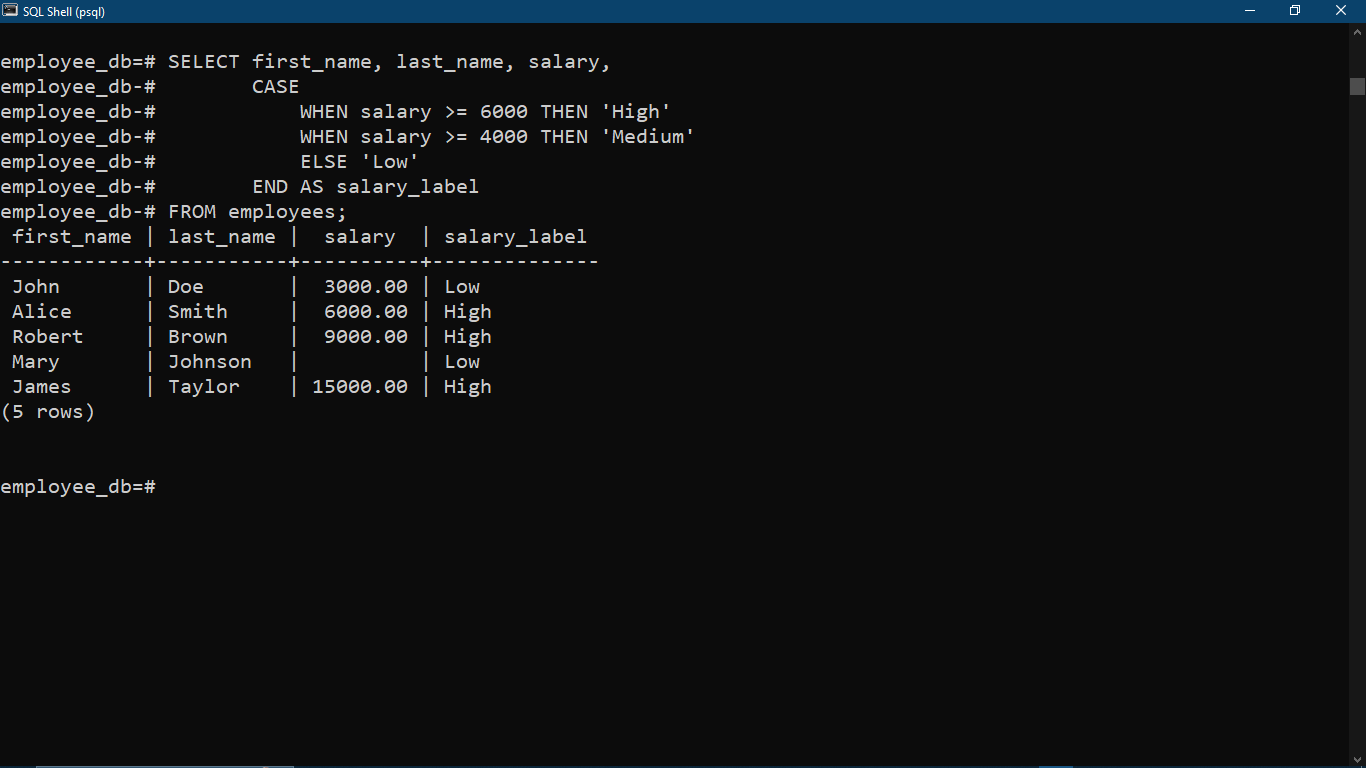 SQL Shell (psql)
employee_db=# SELECT first_name, last_name, salary,
employee_db-#        CASE
employee_db-#            WHEN salary >= 6000 THEN 'High'
employee_db-#            WHEN salary >= 4000 THEN 'Medium'
employee_db-#            ELSE 'Low'
employee_db-#        END AS salary_label
employee_db-# FROM employees;
 first_name | last_name |  salary  | salary_label
------------+-----------+----------+--------------
 John       | Doe       |  3000.00 | Low
 Alice      | Smith     |  6000.00 | High
 Robert     | Brown     |  9000.00 | High
 Mary       | Johnson   |          | Low
 James      | Taylor    | 15000.00 | High
(5 rows)
employee_db=#